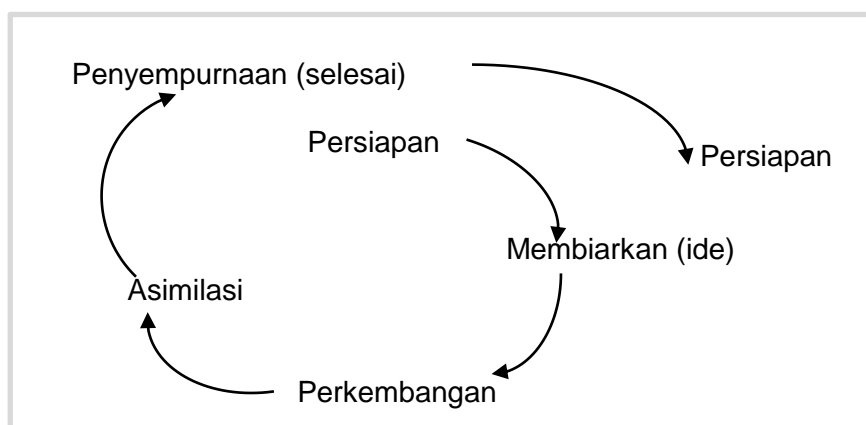 Penyempurnaan (selesai)
Persiapan
Persiapan
Membiarkan (ide)
Asimilasi
Perkembangan